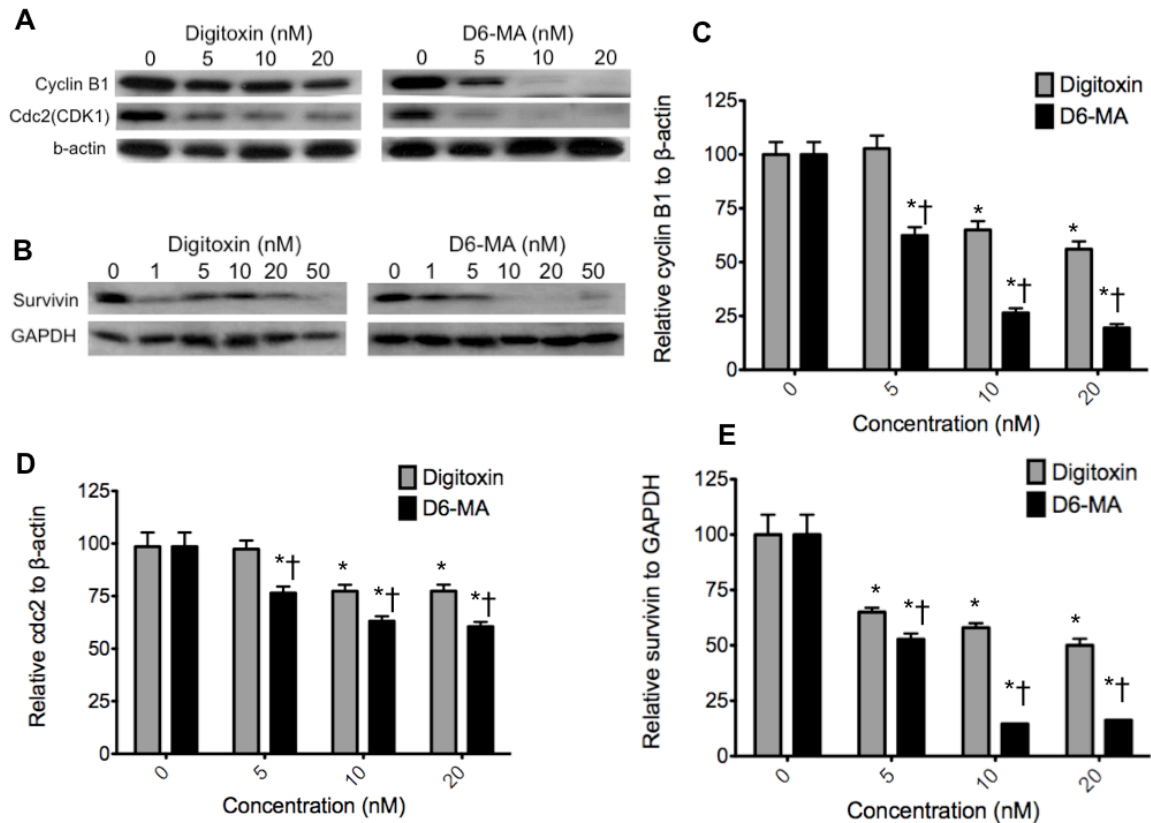 A
Digitoxin (nM)
0 5 10 20
D6-MA (nM)
0 5 10 20
Cyclin B1
Cdc2(CDK1)
b-actin
B
Digitoxin (nM)
0 1 5 10 20 50
D6-MA (nM)
0 1 5 10 20 50
Survivin
GAPDH
C
Digitoxin
D6-MA
Relative cyclin B1 to β-actin
125
100
75
50
25
0
*†
*
*†
*
*†
0 5 10 20
Concentration (nM)
D
Digitoxin
D6-MA
Relative cdc2 to β-actin
125
100
75
50
25
0
*†
*
*†
*
*†
0 5 10 20
Concentration (nM)
E
Digitoxin
D6-MA
Relative survivin to GAPDH
125
100
75
50
25
0
*
*†
*
*†
*
*†
0 5 10 20
Concentration (nM)